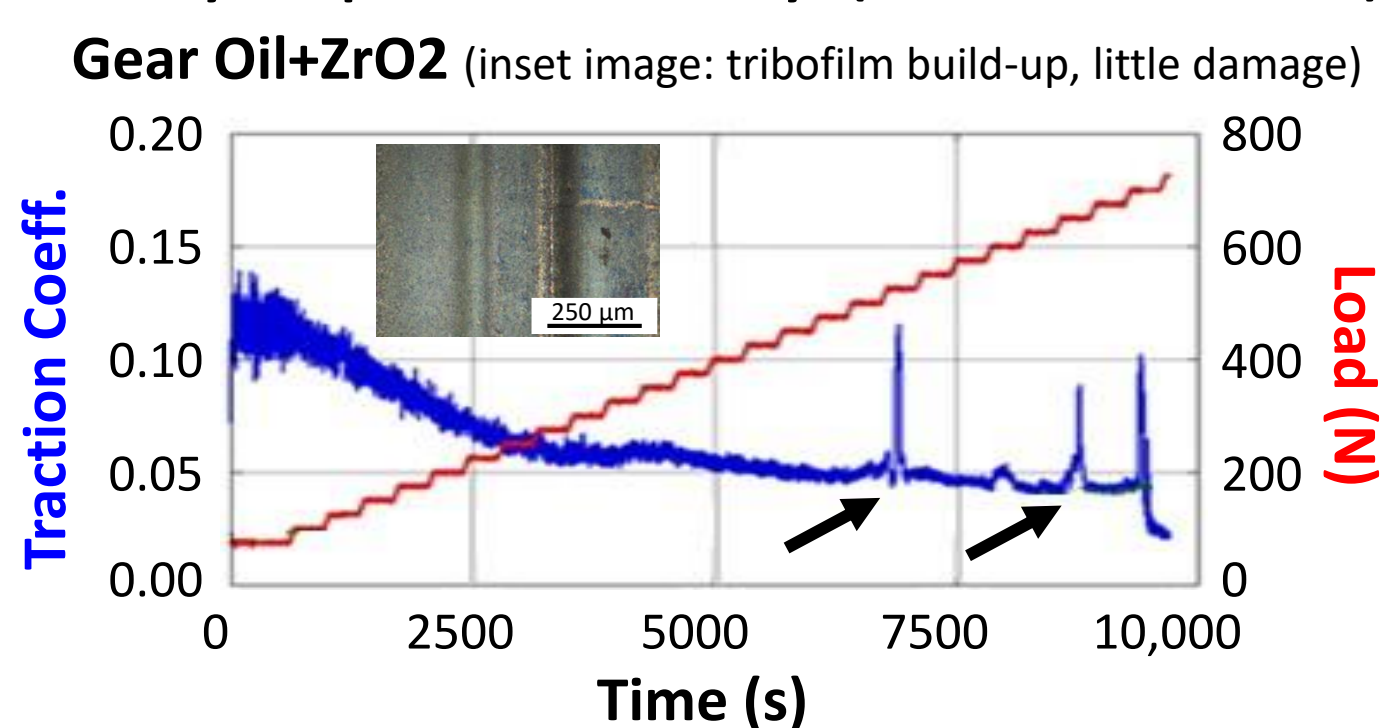 Gear Oil+ZrO2 (inset image: tribofilm build-up, little damage)
0.20
0.15
0.10
0.05
0.00
Traction Coeff.
250 µm
800
600
400
200
0
Load (N)
0 2500 5000 7500 10,000
Time (s)